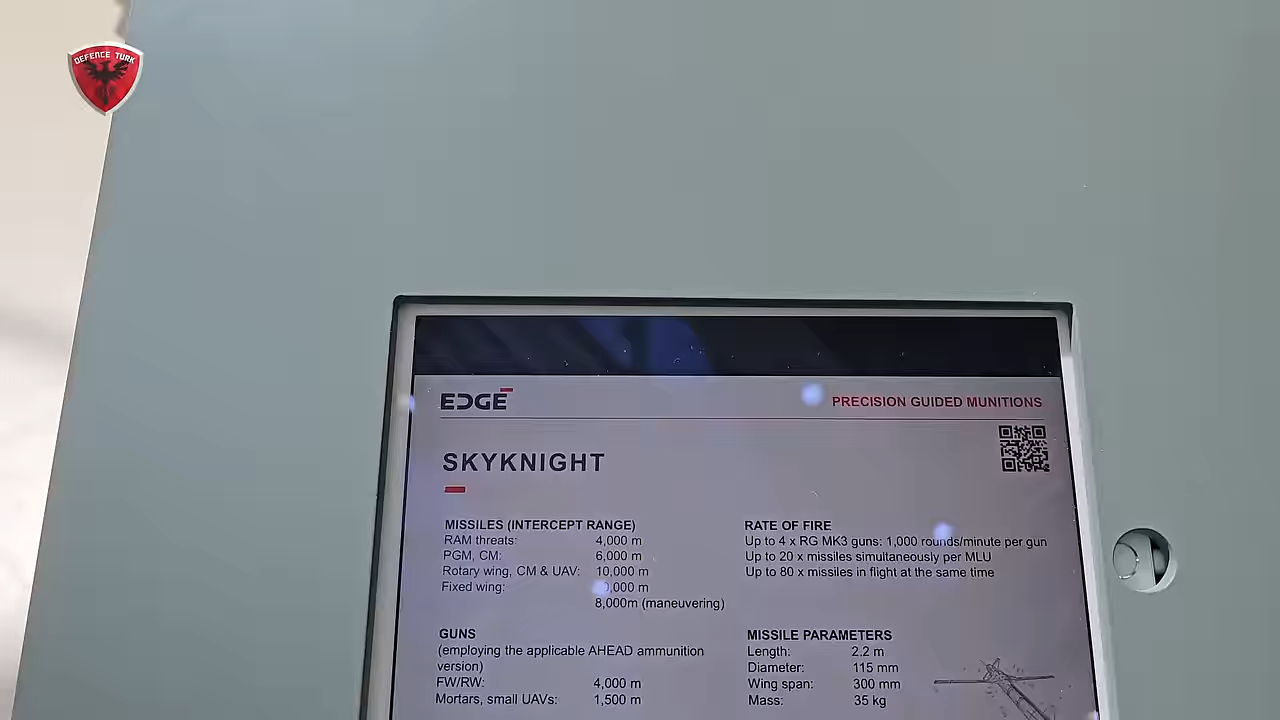 DEFENCE TURK
EDGE
PRECISION GUIDED MUNITIONS
SKYKNIGHT
MISSILES (INTERCEPT RANGE)
RAM threats: 4,000 m
PGM, CM: 6,000 m
Rotary wing, CM & UAV: 10,000 m
Fixed wing:
8,000m (maneuvering)
RATE OF FIRE
Up to 4 x RG MK3 guns: 1,000 rounds/minute per gun
Up to 20 x missiles simultaneously per MLU
Up to 80 x missiles in flight at the same time
GUNS
(employing the applicable AHEAD ammunition
version)
FW/RW: 4,000 m
Mortars, small UAVs: 1,500 m
MISSILE PARAMETERS
Length: 2.2 m
Diameter: 115 mm
Wing span: 300 mm
Mass: 35 kg